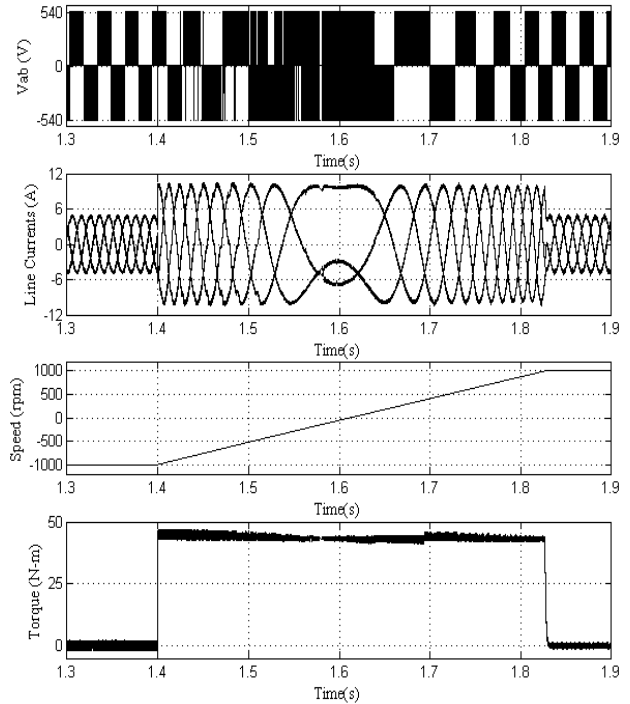 540
Vab (V)
0
-540
1.3 1.4 1.5 1.6 1.7 1.8 1.9
Time(s)
12
6
Line Currents (A)
0
-6
-12
1.3 1.4 1.5 1.6 1.7 1.8 1.9
Time(s)
1000
500
Speed (rpm)
0
-500
-1000
1.3 1.4 1.5 1.6 1.7 1.8 1.9
Time(s)
50
Torque (N-m)
25
0
1.3 1.4 1.5 1.6 1.7 1.8 1.9
Time(s)